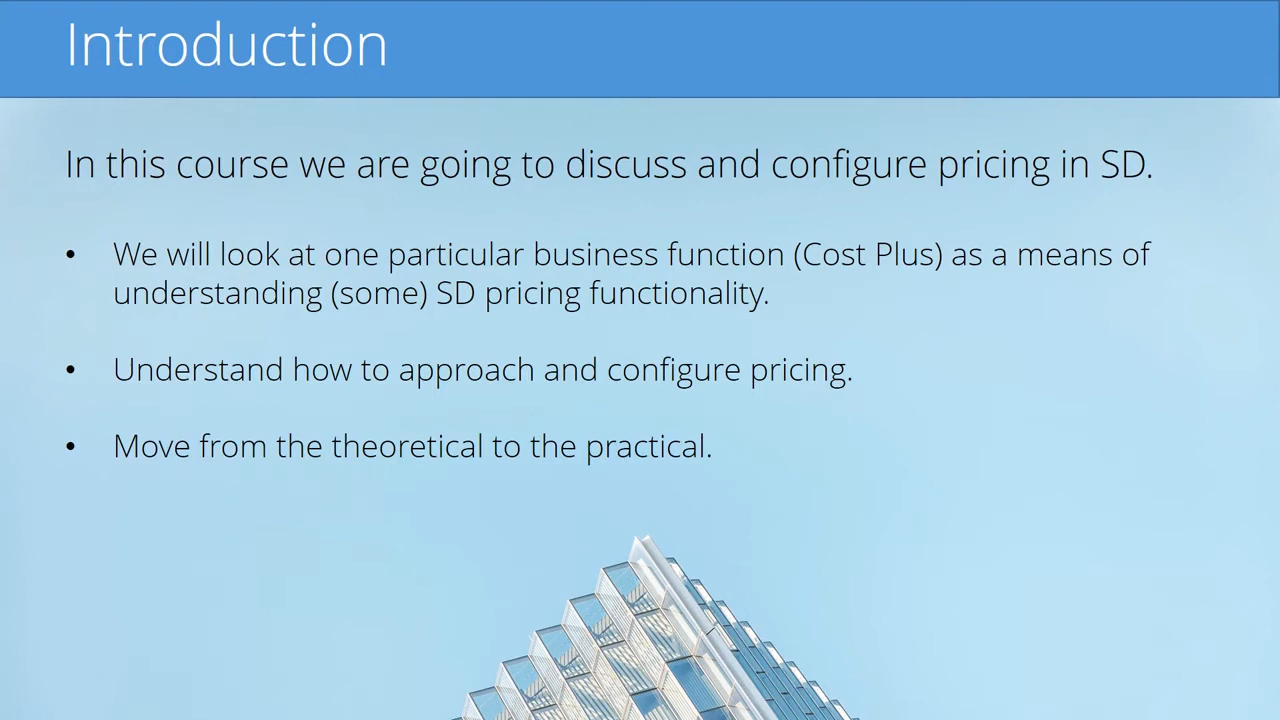 Introduction
In this course we are going to discuss and configure pricing in SD.
• We will look at one particular business function (Cost Plus) as a means of
understanding (some) SD pricing functionality.
• Understand how to approach and configure pricing.
• Move from the theoretical to the practical.